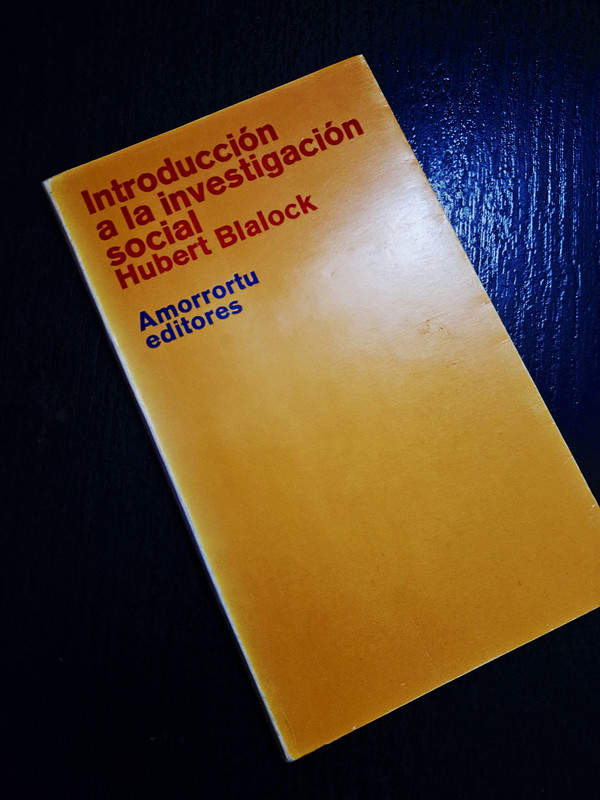 Introducción
a la investigación
social
Hubert Blalock
Amorrortu
editores